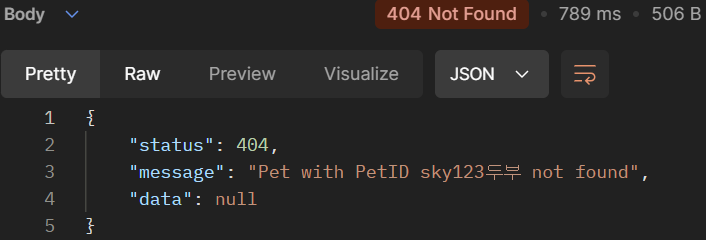 Body 404 Not Found 789 ms 506 B
Pretty Raw Preview Visualize JSON
1 {
2 "status": 404,
3 "message": "Pet with PetID sky123두부 not found",
4 "data": null
5 }